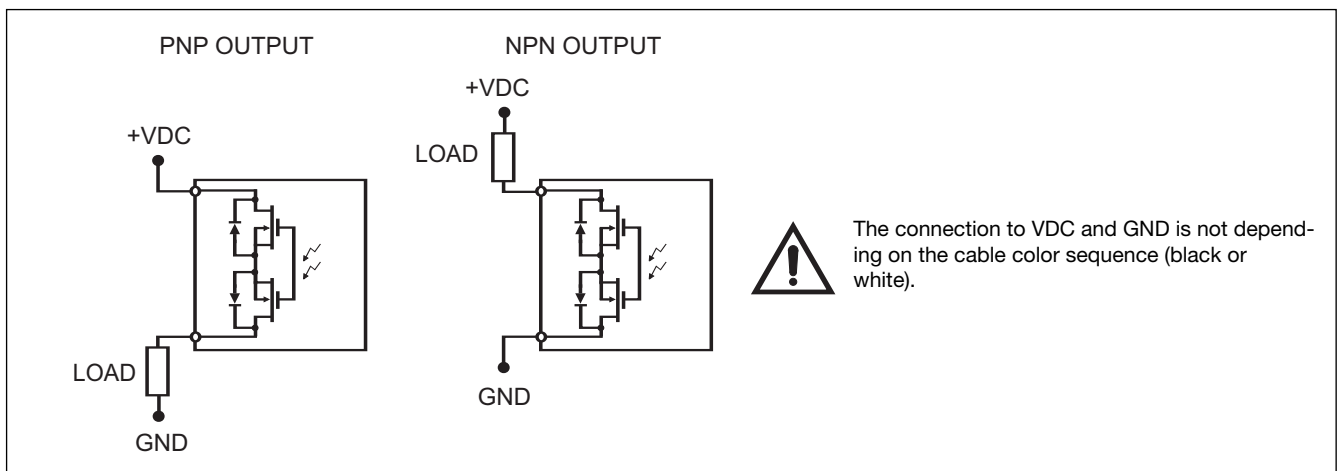 PNP OUTPUT
+VDC
LOAD
GND
NPN OUTPUT
+VDC
LOAD
GND
The connection to VDC and GND is not depend-
ing on the cable color sequence (black or
white).